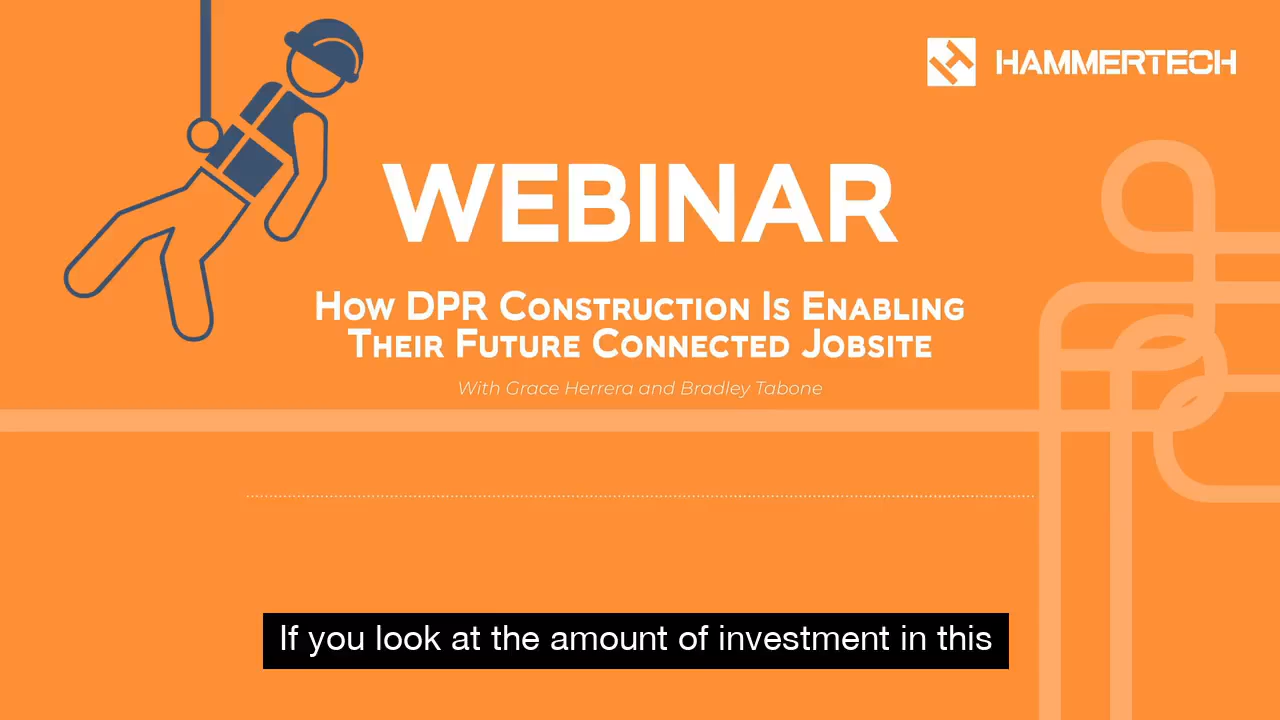 HAMMERTECH
WEBINAR
How DPR Construction Is Enabling
Their Future Connected Jobsite
With Grace Herrera and Bradley Tabone
If you look at the amount of investment in this